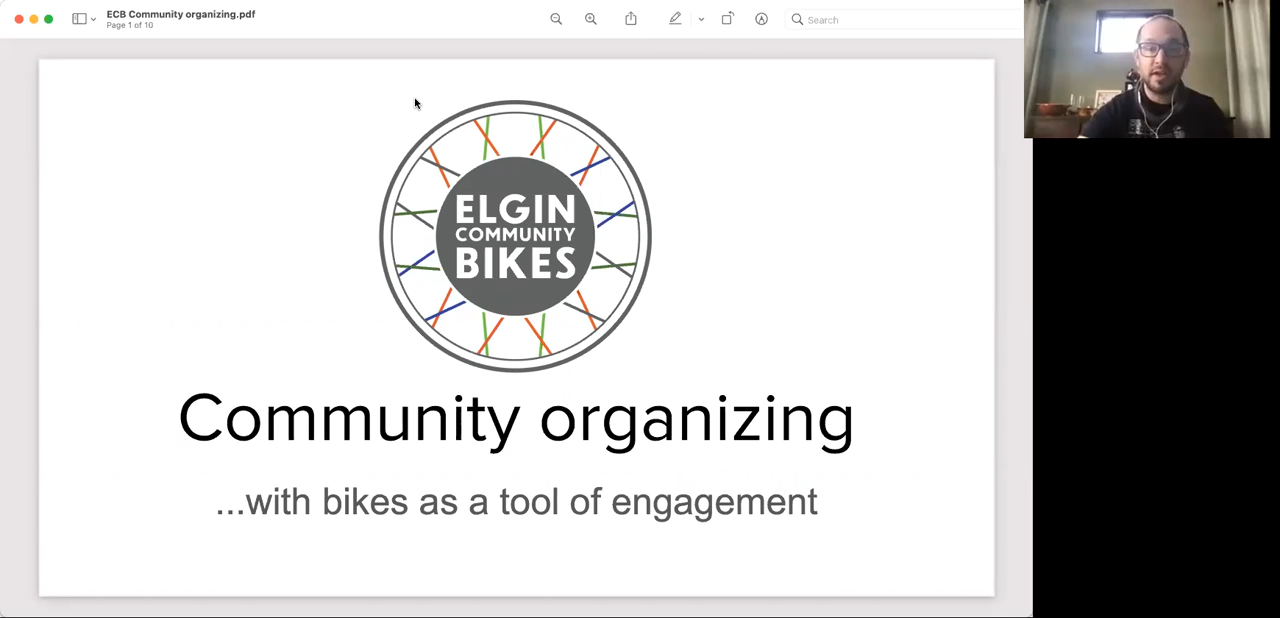 ECB Community organizing.pdf
Page 1 of 10
Search
ELGIN
COMMUNITY
BIKES
Community organizing
...with bikes as a tool of engagement